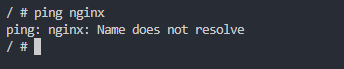 / # ping nginx
ping: nginx: Name does not resolve
/ #